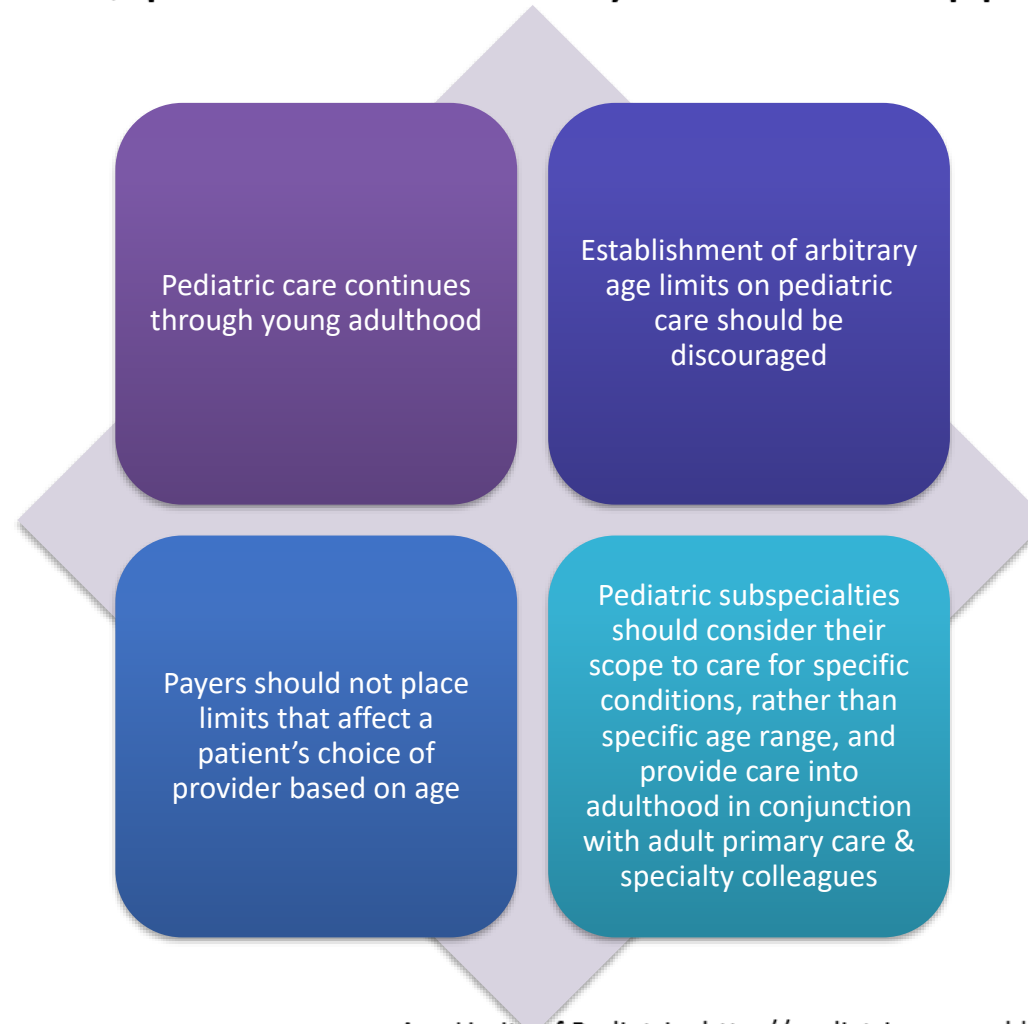 Pediatric care continues
through young adulthood
Establishment of arbitrary
age limits on pediatric
care should be
discouraged
Payers should not place
limits that affect a
patient's choice of
provider based on age
Pediatric subspecialties
should consider their
scope to care for specific
conditions, rather than
specific age range, and
provide care into
adulthood in conjunction
with adult primary care &
specialty colleagues